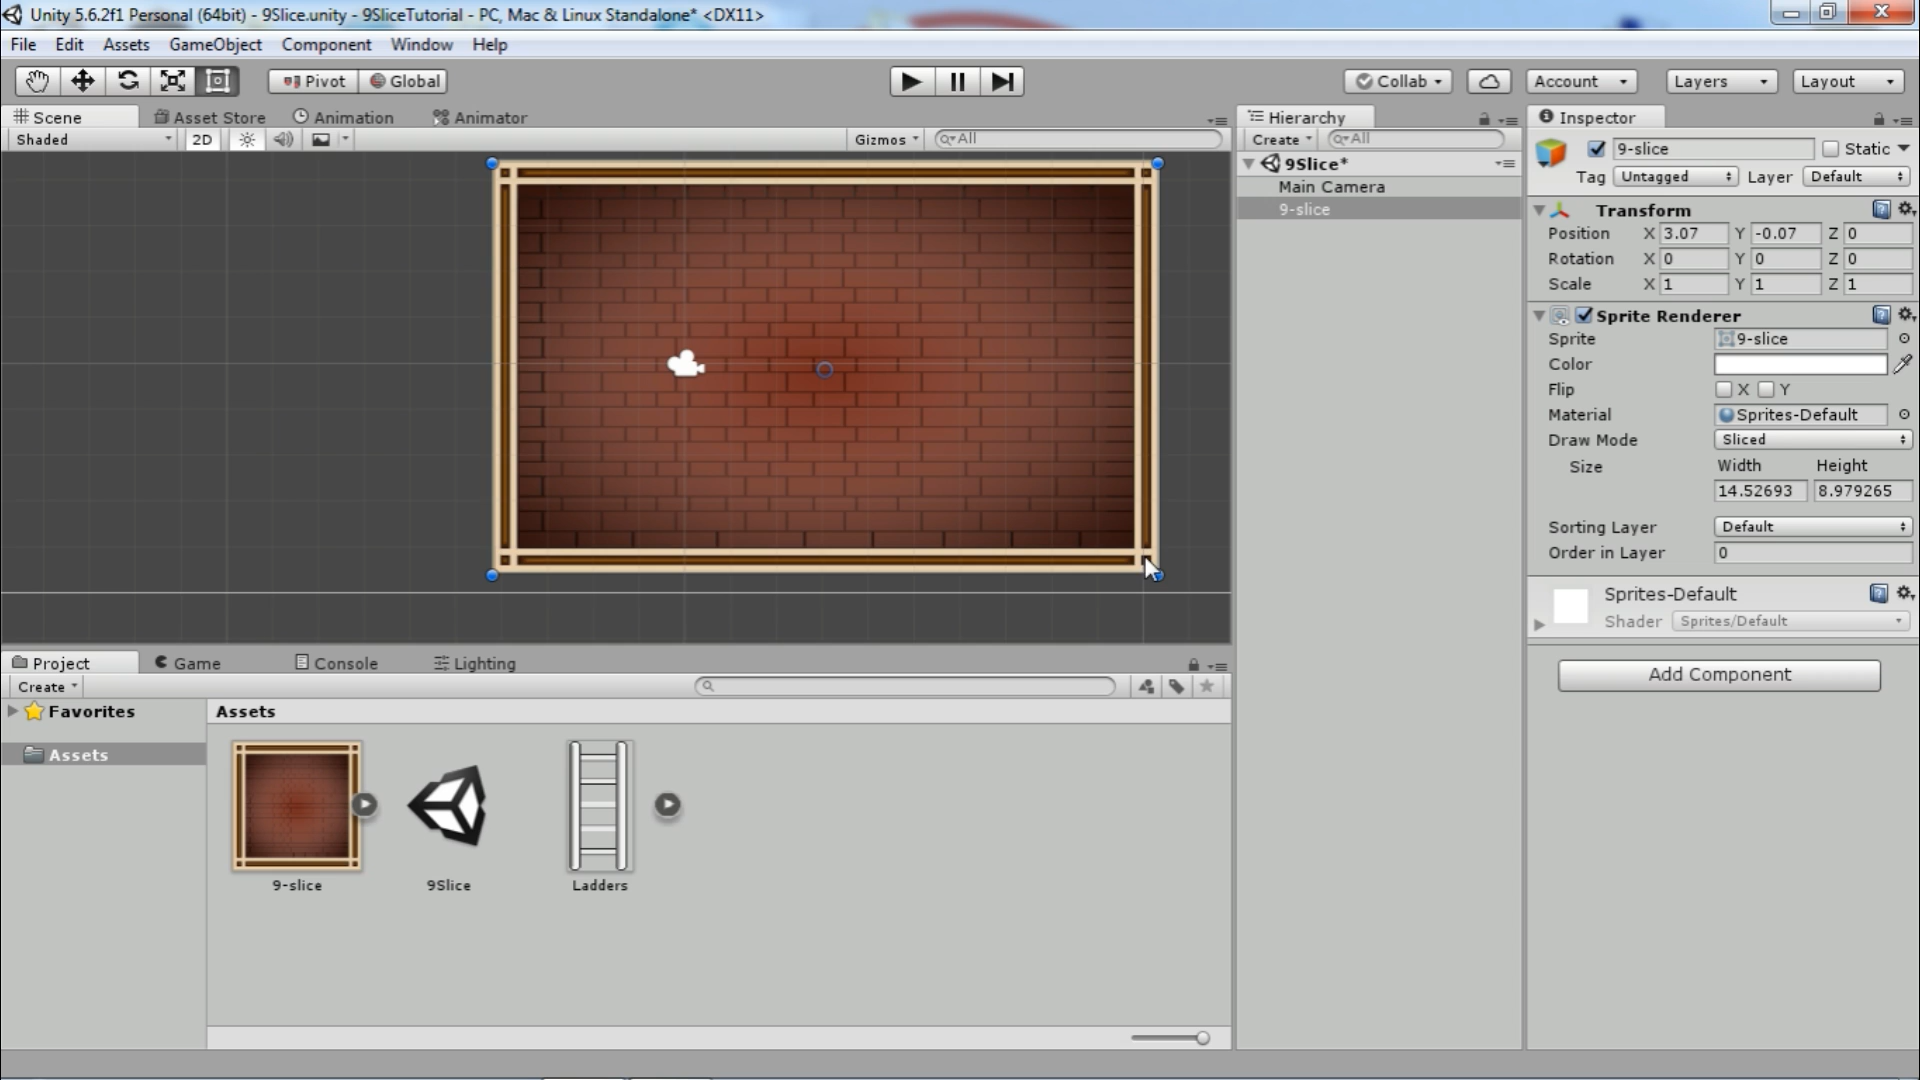 Unity 5.6.2f1 Personal (64bit) - 9Slice.unity - 9SliceTutorial - PC, Mac & Linux Standalone* <DX11>
File Edit Assets GameObject Component Window Help
Pivot Global Collab Account Layers Layout
Scene Asset Store Animation Animator
Shaded 2D Gizmos All
Hierarchy
Create All
9Slice*
Main Camera
9-slice
Inspector
9-slice Static
Tag Untagged Layer Default
Transform
Position X 3.07 Y -0.07 Z 0
Rotation X 0 Y 0 Z 0
Scale X 1 Y 1 Z 1
Sprite Renderer
Sprite 9-slice
Color
Flip X Y
Material Sprites-Default
Draw Mode Sliced
Size Width Height
14.52693 8.979265
Sorting Layer Default
Order in Layer 0
Sprites-Default
Shader Sprites/Default
Add Component
Project Game Console Lighting
Create
Favorites
Assets
Assets
9-slice 9Slice Ladders